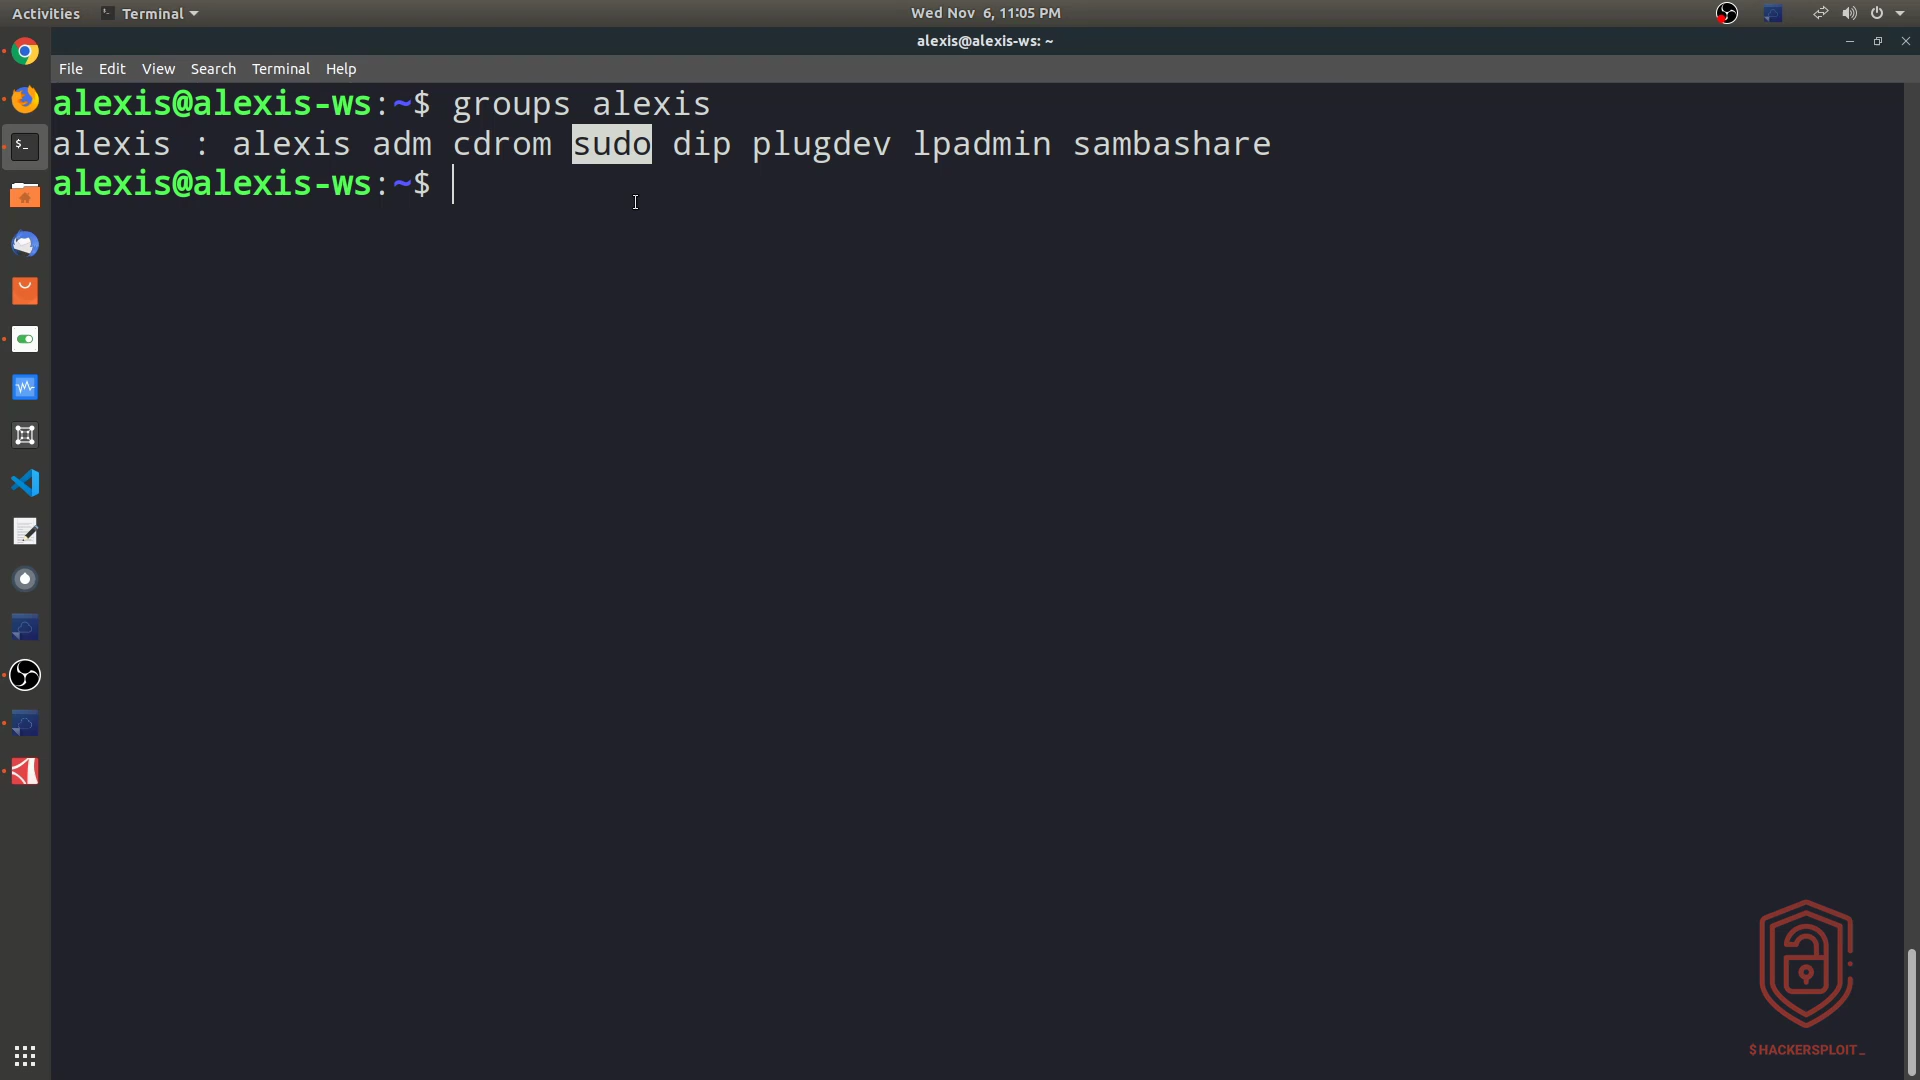 Activities Terminal Wed Nov 6, 11:05 PM
alexis@alexis-ws: ~
File Edit View Search Terminal Help
alexis@alexis-ws:~$ groups alexis
alexis : alexis adm cdrom sudo dip plugdev lpadmin sambashare
alexis@alexis-ws:~$
$HACKERSPLOIT_